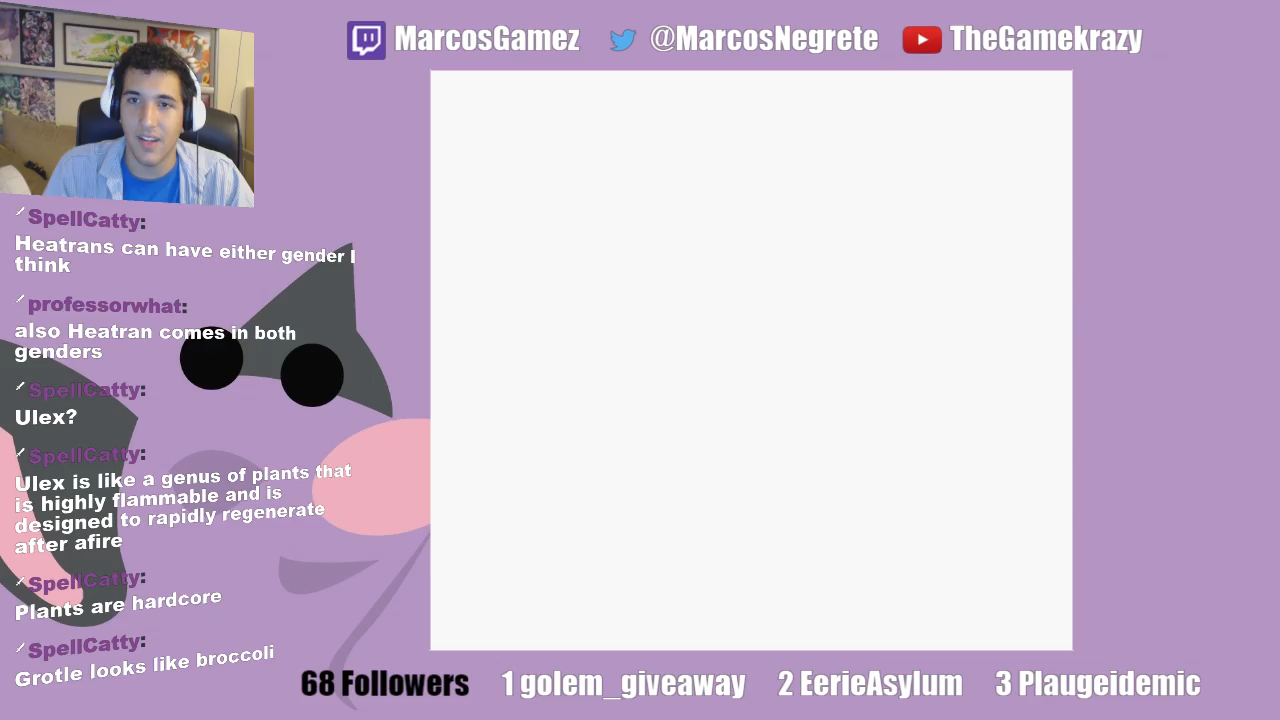 MarcosGamez @MarcosNegrete TheGamekrazy
SpellCatty:
Heatrans can have either gender I
think
professorwhat:
also Heatran comes in both
genders
SpellCatty:
Ulex?
SpellCatty:
Ulex is like a genus of plants that
is highly flammable and is
designed to rapidly regenerate
after afire
SpellCatty:
Plants are hardcore
SpellCatty:
Grotle looks like broccoli
68 Followers 1 golem_giveaway 2 EerieAsylum 3 Plaugeidemic